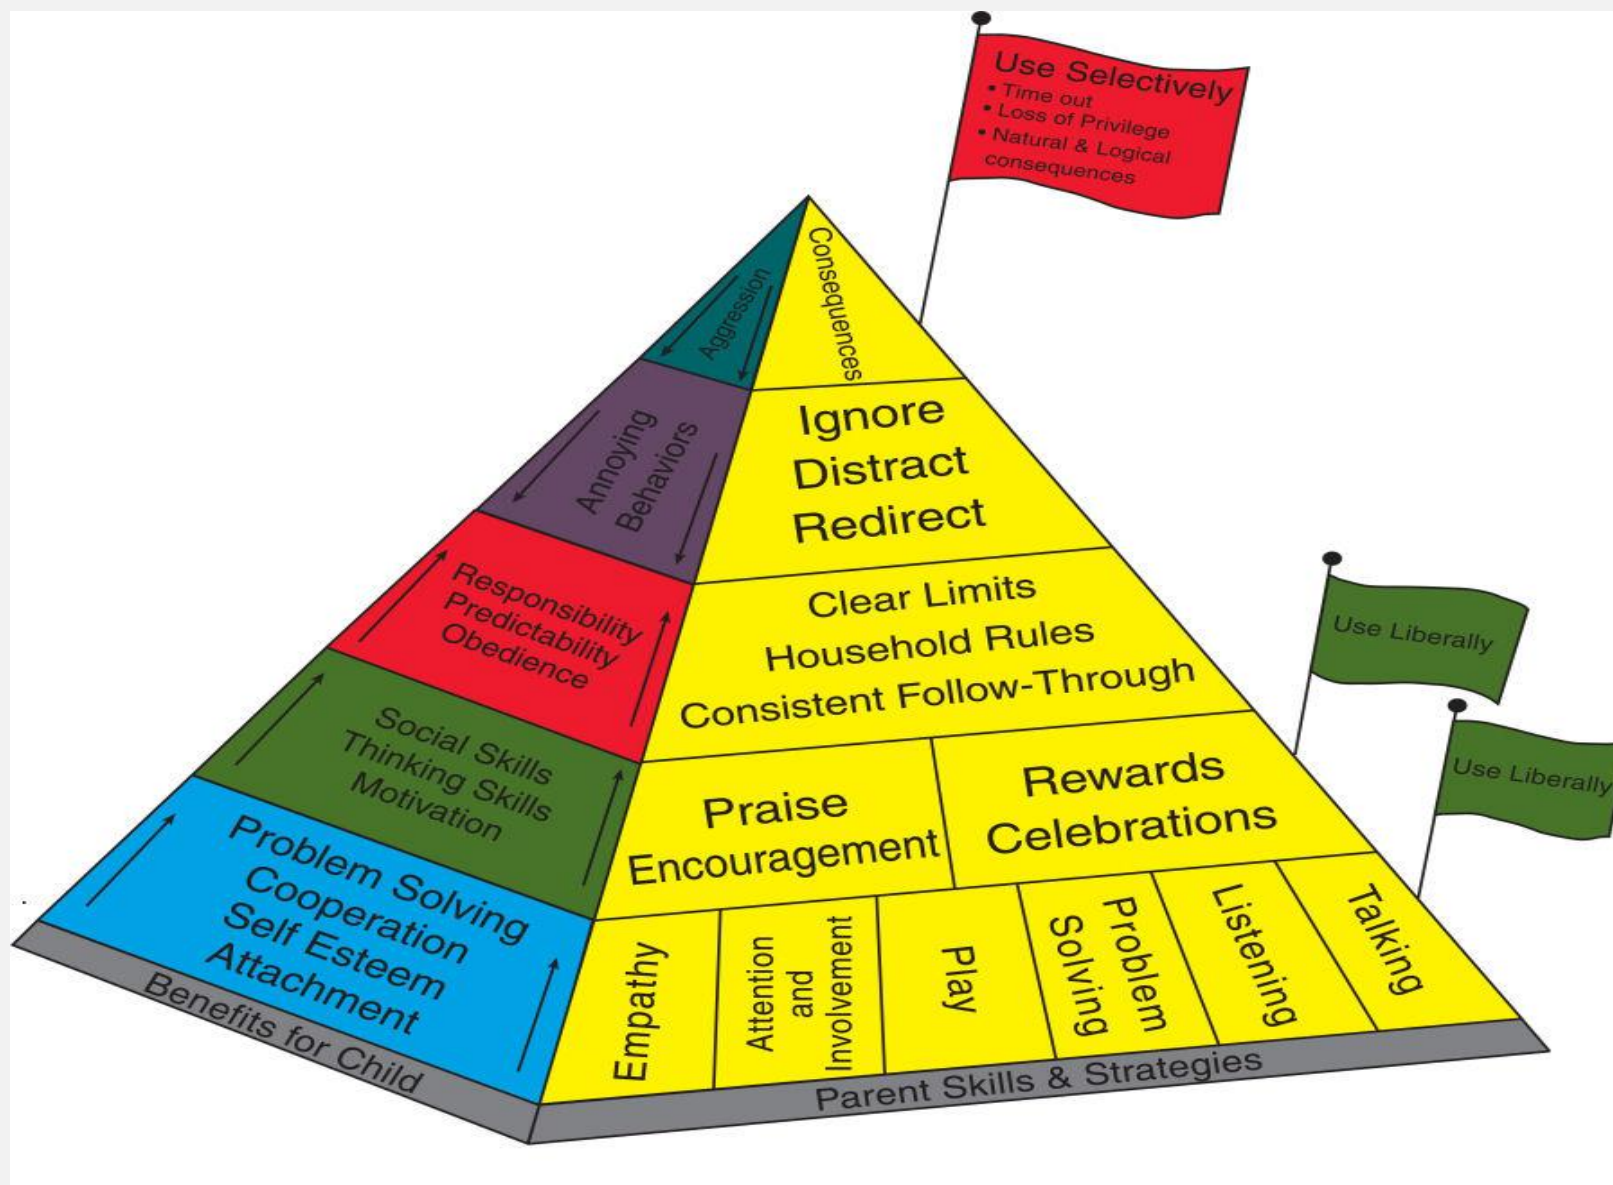 Use Selectively
• Time out
• Loss of Privilege
• Natural & Logical
consequences
Aggression
Consequences
Annoying
Behaviors
Ignore
Distract
Redirect
Responsibility
Predictability
Obedience
Clear Limits
Household Rules
Consistent Follow-Through
Use Liberally
Social Skills
Thinking Skills
Motivation
Praise
Encouragement
Rewards
Celebrations
Use Liberally
Problem Solving
Cooperation
Self Esteem
Attachment
Empathy
Attention
and
Involvement
Play
Problem
Solving
Listening
Talking
Benefits for Child
Parent Skills & Strategies